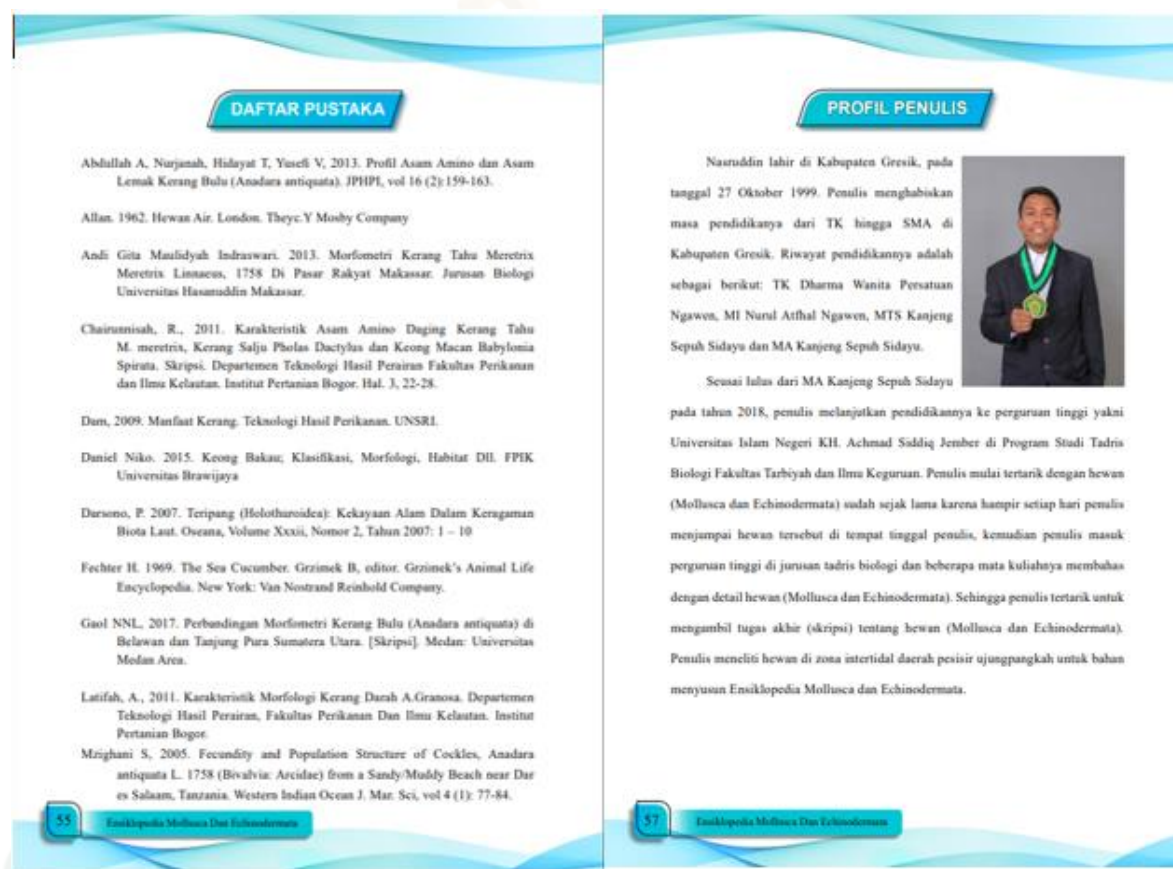 DAFTAR PUSTAKA
Abdullah A, Nurjanah, Hidayat T, Yusefi V, 2013. Profil Asam Amino dan Asam
Lemak Kerang Bulu (Anadara antiquata). JPHPI, vol 16 (2):159-163.
Allan. 1962. Hewan Air. London. Theyc.Y Mosby Company
Andi Gita Maulidyah Indraswari. 2013. Morfometri Kerang Tahu Meretrix
Meretrix Linnaeus, 1758 Di Pasar Rakyat Makassar. Jurusan Biologi
Universitas Hasanuddin Makassar.
Chairunnisah, R., 2011. Karakteristik Asam Amino Daging Kerang Tahu
M. meretrix, Kerang Salju Pholas Dactylus dan Keong Macan Babylonia
Spirata. Skripsi. Departemen Teknologi Hasil Perairan Fakultas Perikanan
dan Ilmu Kelautan. Institut Pertanian Bogor. Hal. 3, 22-28.
Dam, 2009. Manfaat Kerang. Teknologi Hasil Perikanan. UNSRI.
Daniel Niko. 2015. Keong Bakau; Klasifikasi, Morfologi, Habitat Dll. FPIK
Universitas Brawijaya
Darsono, P. 2007. Teripang (Holothuroidea): Kekayaan Alam Dalam Keragaman
Biota Laut. Oseana, Volume Xxxii, Nomor 2, Tahun 2007: 1 – 10
Fechter H. 1969. The Sea Cucumber. Grzimek B, editor. Grzimek's Animal Life
Encyclopedia. New York: Van Nostrand Reinhold Company.
Gaol NNL, 2017. Perbandingan Morfometri Kerang Bulu (Anadara antiquata) di
Belawan dan Tanjung Pura Sumatera Utara. [Skripsi]. Medan: Universitas
Medan Area.
Latifah, A., 2011. Karakteristik Morfologi Kerang Darah A.Granosa. Departemen
Teknologi Hasil Perairan, Fakultas Perikanan Dan Ilmu Kelautan. Institut
Pertanian Bogor.
Mzighani S, 2005. Fecundity and Population Structure of Cockles, Anadara
antiquata L. 1758 (Bivalvia: Arcidae) from a Sandy/Muddy Beach near Dar
es Salaam, Tanzania. Western Indian Ocean J. Mar. Sci, vol 4 (1): 77-84.
55
Ensiklopedia Mollusca Dan Echinodermata
PROFIL PENULIS
Nasruddin lahir di Kabupaten Gresik, pada
tanggal 27 Oktober 1999. Penulis menghabiskan
masa pendidikanya dari TK hingga SMA di
Kabupaten Gresik. Riwayat pendidikannya adalah
sebagai berikut: TK Dharma Wanita Persatuan
Ngawen, MI Nurul Atfhal Ngawen, MTS Kanjeng
Sepuh Sidayu dan MA Kanjeng Sepuh Sidayu.
Seusai lulus dari MA Kanjeng Sepuh Sidayu
pada tahun 2018, penulis melanjutkan pendidikannya ke perguruan tinggi yakni
Universitas Islam Negeri KH. Achmad Siddiq Jember di Program Studi Tadris
Biologi Fakultas Tarbiyah dan Ilmu Keguruan. Penulis mulai tertarik dengan hewan
(Mollusca dan Echinodermata) sudah sejak lama karena hampir setiap hari penulis
menjumpai hewan tersebut di tempat tinggal penulis, kemudian penulis masuk
perguruan tinggi di jurusan tadris biologi dan beberapa mata kuliahnya membahas
dengan detail hewan (Mollusca dan Echinodermata). Sehingga penulis tertarik untuk
mengambil tugas akhir (skripsi) tentang hewan (Mollusca dan Echinodermata).
Penulis meneliti hewan di zona intertidal daerah pesisir ujungpangkah untuk bahan
menyusun Ensiklopedia Mollusca dan Echinodermata.
57
Ensiklopedia Mollusca Dan Echinodermata